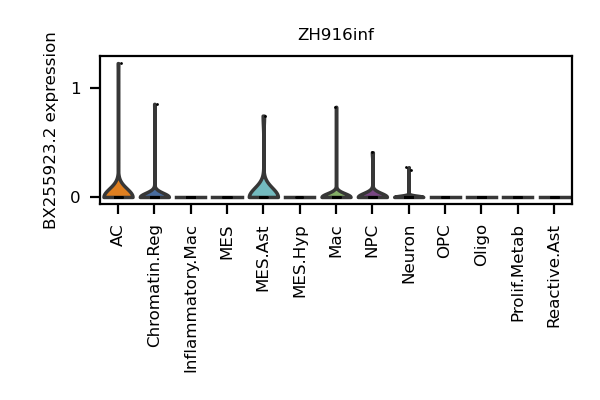 ZH916inf
BX255923.2 expression
1
0
AC
Chromatin.Reg
Inflammatory.Mac
MES
MES.Ast
MES.Hyp
Mac
NPC
Neuron
OPC
Oligo
Prolif.Metab
Reactive.Ast